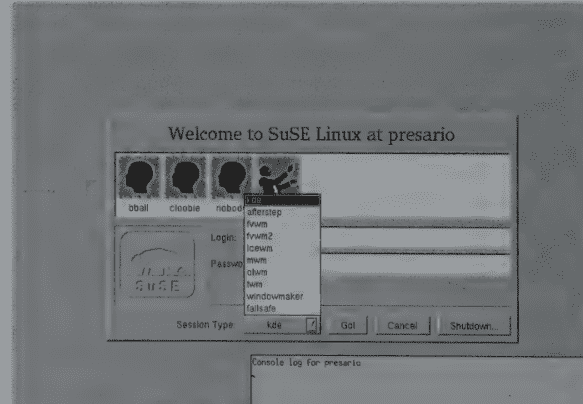 Welcome to SuSE Linux at presario
bball
cloobie
nobod
kde
afterstep
fvwm
fvwm2
icewm
mwm
olwm
twm
windowmaker
failsafe
Login:
Passwo
SuSE
Session Type:
kde
Go!
Cancel
Shutdown...
Console log for presario